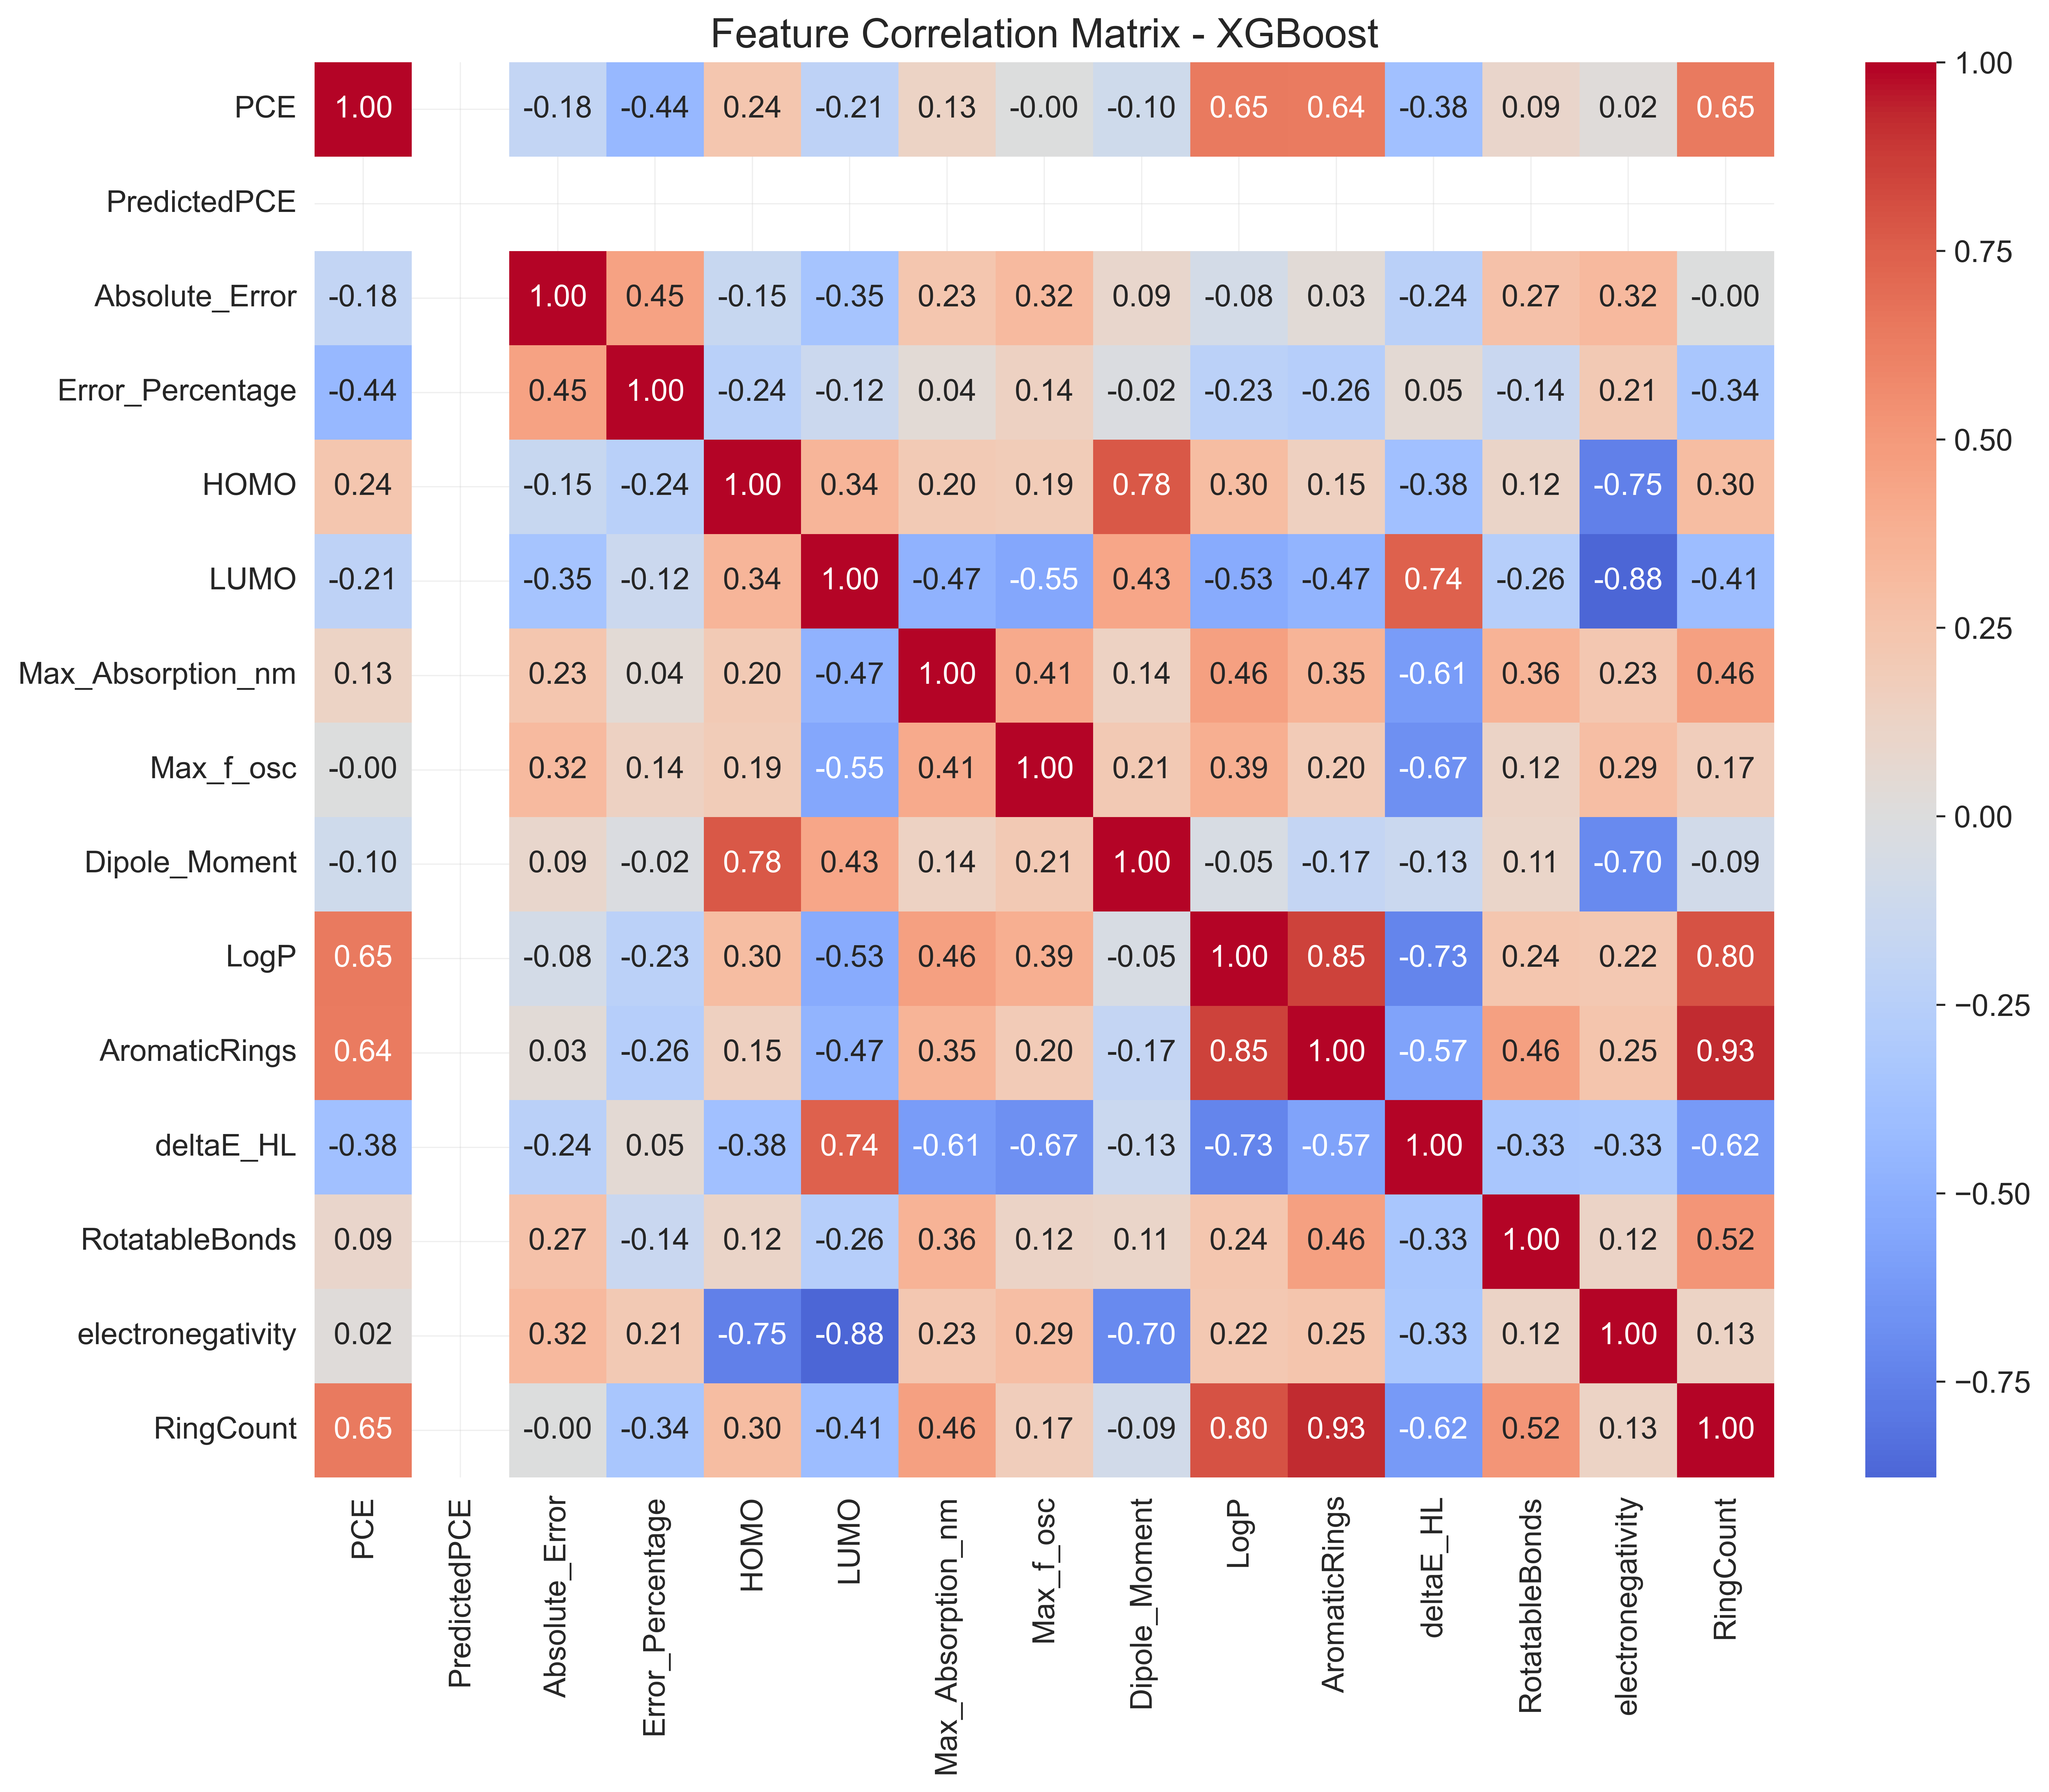 Feature Correlation Matrix - XGBoost
PCE 1.00 -0.18 -0.44 0.24 -0.21 0.13 -0.00 -0.10 0.65 0.64 -0.38 0.09 0.02 0.65
PredictedPCE
Absolute_Error -0.18 1.00 0.45 -0.15 -0.35 0.23 0.32 0.09 -0.08 0.03 -0.24 0.27 0.32 -0.00
Error_Percentage -0.44 0.45 1.00 -0.24 -0.12 0.04 0.14 -0.02 -0.23 -0.26 0.05 -0.14 0.21 -0.34
HOMO 0.24 -0.15 -0.24 1.00 0.34 0.20 0.19 0.78 0.30 0.15 -0.38 0.12 -0.75 0.30
LUMO -0.21 -0.35 -0.12 0.34 1.00 -0.47 -0.55 0.43 -0.53 -0.47 0.74 -0.26 -0.88 -0.41
Max_Absorption_nm 0.13 0.23 0.04 0.20 -0.47 1.00 0.41 0.14 0.46 0.35 -0.61 0.36 0.23 0.46
Max_f_osc -0.00 0.32 0.14 0.19 -0.55 0.41 1.00 0.21 0.39 0.20 -0.67 0.12 0.29 0.17
Dipole_Moment -0.10 0.09 -0.02 0.78 0.43 0.14 0.21 1.00 -0.05 -0.17 -0.13 0.11 -0.70 -0.09
LogP 0.65 -0.08 -0.23 0.30 -0.53 0.46 0.39 -0.05 1.00 0.85 -0.73 0.24 0.22 0.80
AromaticRings 0.64 0.03 -0.26 0.15 -0.47 0.35 0.20 -0.17 0.85 1.00 -0.57 0.46 0.25 0.93
deltaE_HL -0.38 -0.24 0.05 -0.38 0.74 -0.61 -0.67 -0.13 -0.73 -0.57 1.00 -0.33 -0.33 -0.62
RotatableBonds 0.09 0.27 -0.14 0.12 -0.26 0.36 0.12 0.11 0.24 0.46 -0.33 1.00 0.12 0.52
electronegativity 0.02 0.32 0.21 -0.75 -0.88 0.23 0.29 -0.70 0.22 0.25 -0.33 0.12 1.00 0.13
RingCount 0.65 -0.00 -0.34 0.30 -0.41 0.46 0.17 -0.09 0.80 0.93 -0.62 0.52 0.13 1.00
PCE
PredictedPCE
Absolute_Error
Error_Percentage
HOMO
LUMO
Max_Absorption_nm
Max_f_osc
Dipole_Moment
LogP
AromaticRings
deltaE_HL
RotatableBonds
electronegativity
RingCount
1.00
0.75
0.50
0.25
0.00
−0.25
−0.50
−0.75